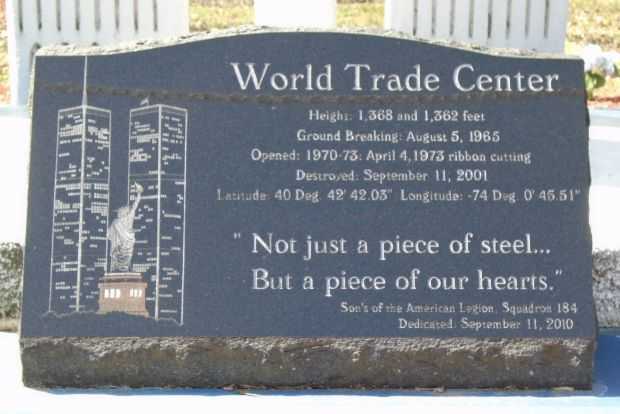 World Trade Center
Height: 1,368 and 1,362 feet
Ground Breaking: August 5, 1965
Opened: 1970-73; April 4,1973 ribbon cutting
Destroyed: September 11, 2001
Latitude: 40 Deg. 42' 42.03" Longitude: -74 Deg. 0' 45.51"
" Not just a piece of steel...
But a piece of our hearts."
Son's of the American Legion, Squadron 184
Dedicated: September 11, 2010